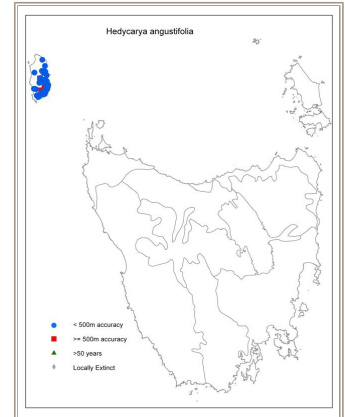 Hedycarya angustifolia
< 500m accuracy
>= 500m accuracy
>50 years
Locally Extinct